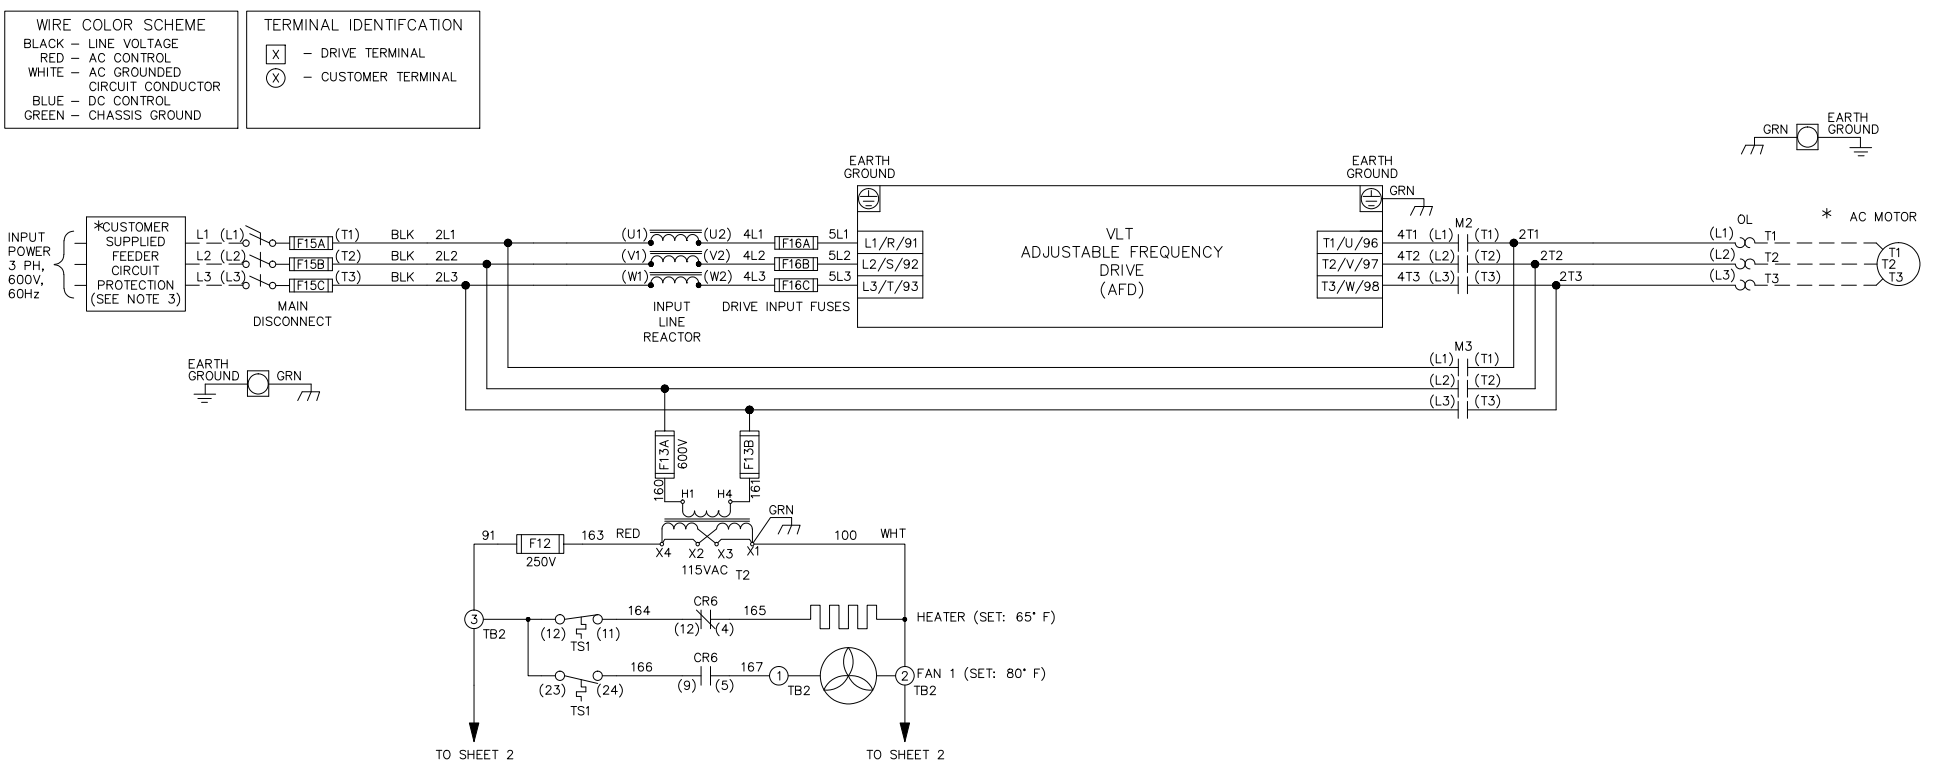 WIRE COLOR SCHEME
BLACK – LINE VOLTAGE
RED – AC CONTROL
WHITE – AC GROUNDED
CIRCUIT CONDUCTOR
BLUE – DC CONTROL
GREEN – CHASSIS GROUND
TERMINAL IDENTIFCATION
X – DRIVE TERMINAL
X – CUSTOMER TERMINAL
INPUT
POWER
3 PH,
600V,
60Hz
*CUSTOMER
SUPPLIED
FEEDER
CIRCUIT
PROTECTION
(SEE NOTE 3)
L1 (L1) F15A (T1) BLK 2L1 (U1) (U2) 4L1 F16A 5L1 L1/R/91
L2 (L2) F15B (T2) BLK 2L2 (V1) (V2) 4L2 F16B 5L2 L2/S/92
L3 (L3) F15C (T3) BLK 2L3 (W1) (W2) 4L3 F16C 5L3 L3/T/93
MAIN
DISCONNECT
INPUT
LINE
REACTOR
DRIVE INPUT FUSES
EARTH
GROUND
VLT
ADJUSTABLE FREQUENCY
DRIVE
(AFD)
EARTH
GROUND
GRN
M2
T1/U/96 4T1 (L1) (T1) 2T1
T2/V/97 4T2 (L2) (T2) 2T2
T3/W/98 4T3 (L3) (T3) 2T3
GRN
EARTH
GROUND
OL
* AC MOTOR
(L1) T1 T1
(L2) T2 T2
(L3) T3 T3
M3
(L1) (T1)
(L2) (T2)
(L3) (T3)
EARTH
GROUND
GRN
F13A
600V
F13B
160
161
H1 H4
GRN
91 F12 163 RED
250V
X4 X2 X3 X1
100 WHT
115VAC T2
3
TB2
(12) (11)
TS1
164
CR6
(12) (4)
165
HEATER (SET: 65° F)
(23) (24)
TS1
166
CR6
(9) (5)
167
1
TB2
2
TB2
FAN 1 (SET: 80° F)
TO SHEET 2
TO SHEET 2